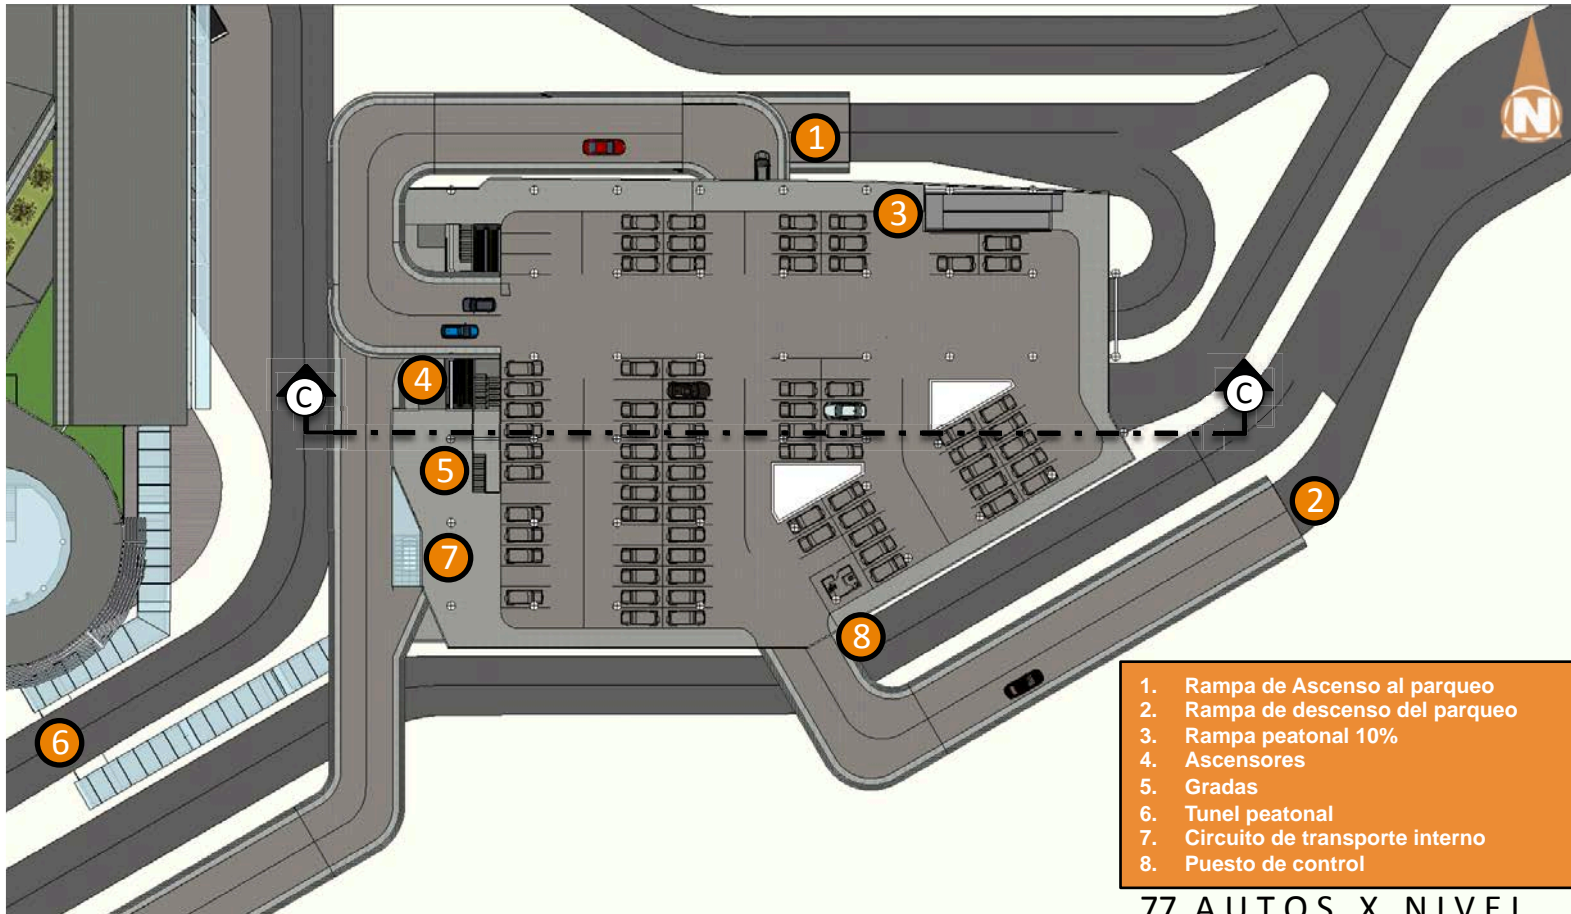 N
1
3
4
C
C
5
2
7
8
6
1. Rampa de Ascenso al parqueo
2. Rampa de descenso del parqueo
3. Rampa peatonal 10%
4. Ascensores
5. Gradas
6. Tunel peatonal
7. Circuito de transporte interno
8. Puesto de control
77 AUTOS X NIVEL